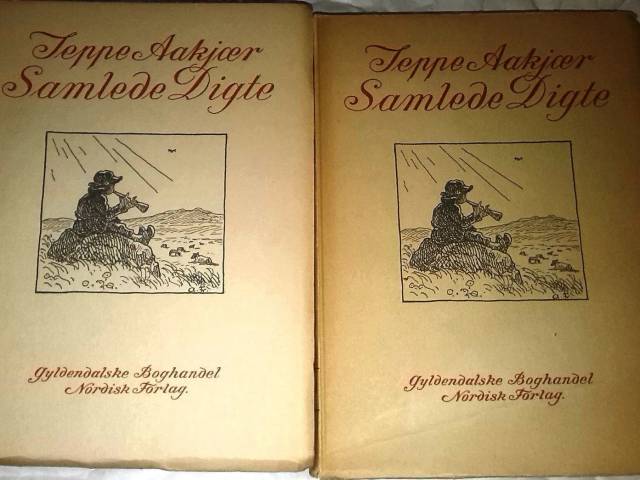 Jeppe Aakjær
Samlede Digte
Gyldendalske Boghandel
Nordisk Forlag.
Jeppe Aakjær
Samlede Digte
Gyldendalske Boghandel
Nordisk Forlag.